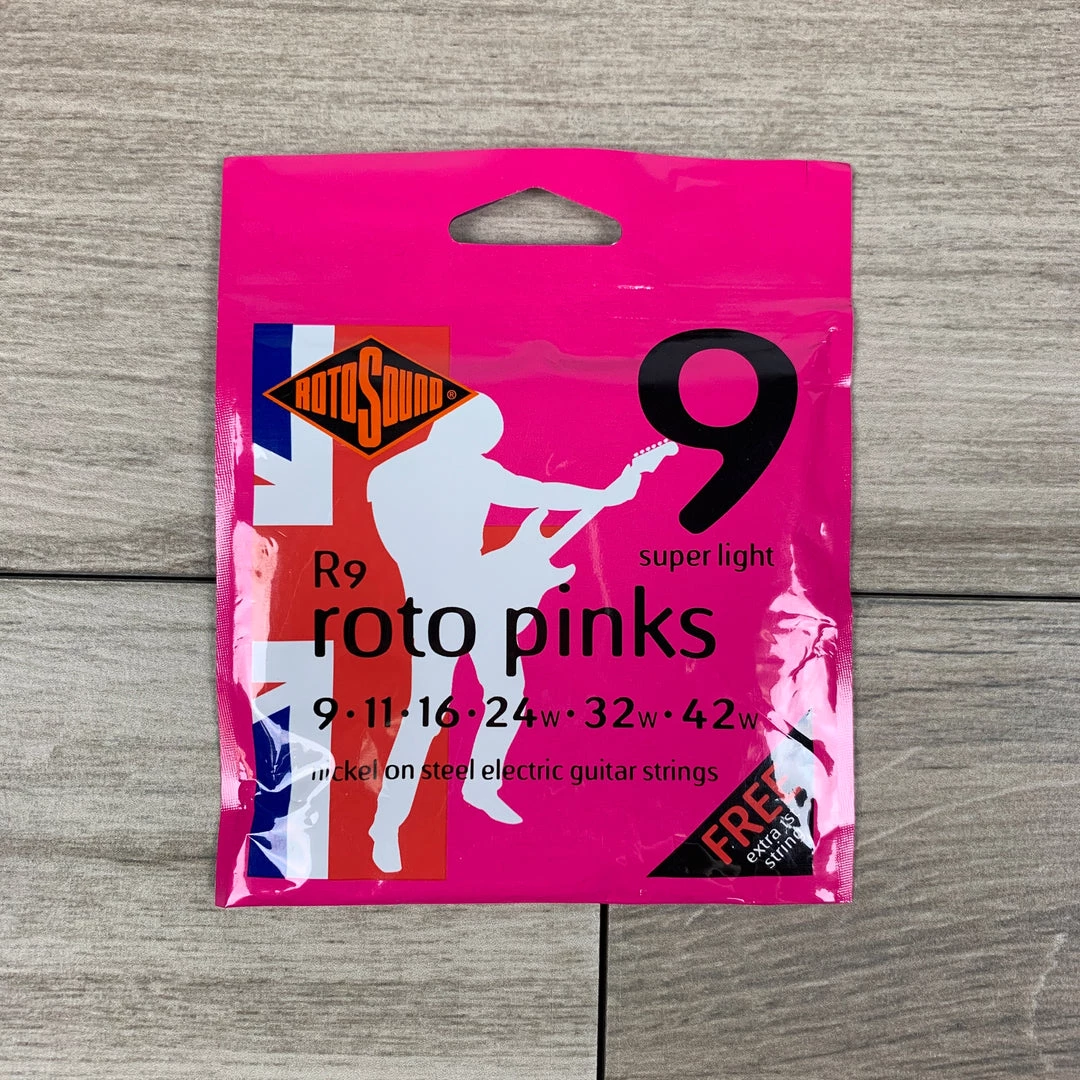 ROTOSOUND®
9
super light
R9
roto pinks
9·11·16·24w·32w·42w
nickel on steel electric guitar strings
FREE
extra 1s
string